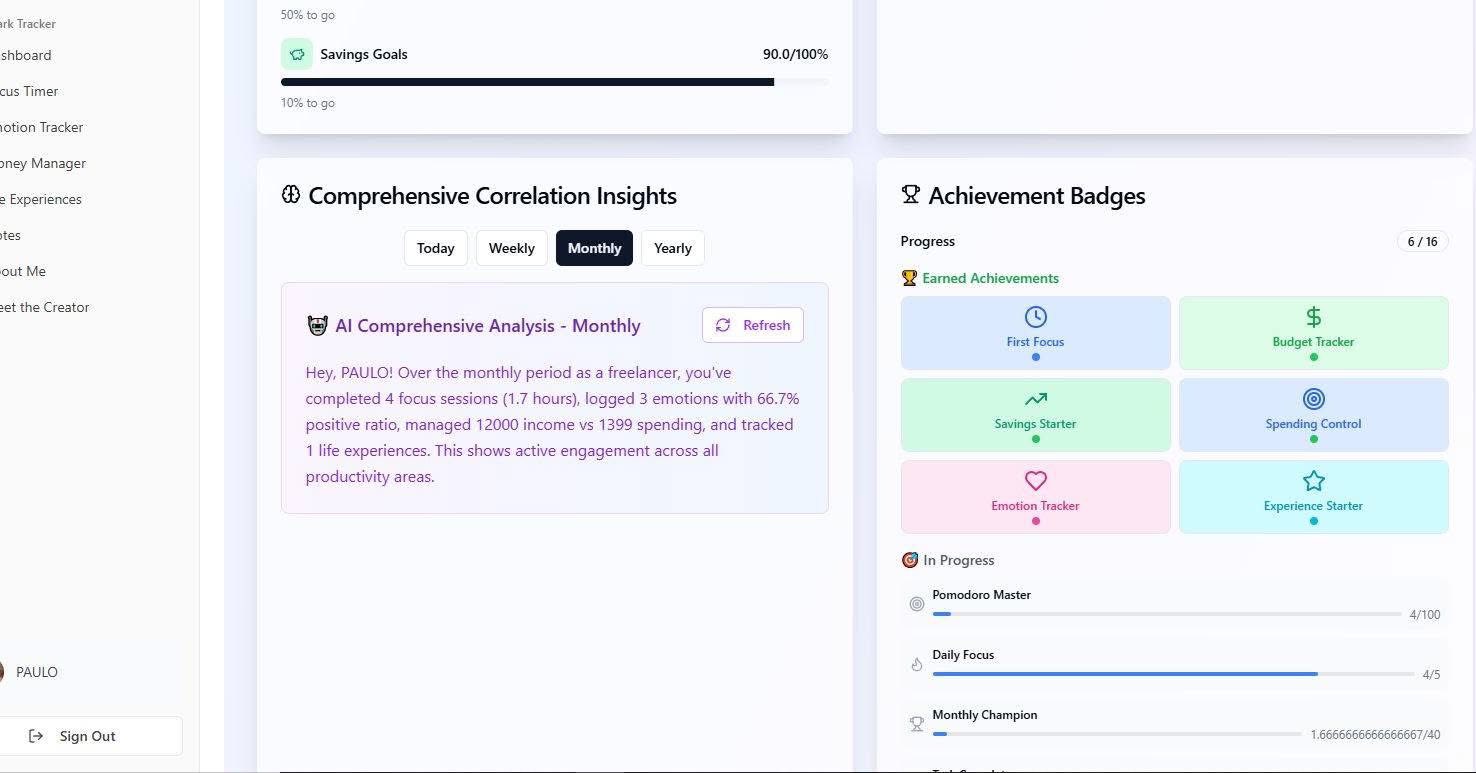 ark Tracker
shboard
cus Timer
notion Tracker
oney Manager
e Experiences
otes
out Me
eet the Creator
PAULO
Sign Out
50% to go
Savings Goals
90.0/100%
10% to go
Comprehensive Correlation Insights
Today
Weekly
Monthly
Yearly
AI Comprehensive Analysis - Monthly
Refresh
Hey, PAULO! Over the monthly period as a freelancer, you've
completed 4 focus sessions (1.7 hours), logged 3 emotions with 66.7%
positive ratio, managed 12000 income vs 1399 spending, and tracked
1 life experiences. This shows active engagement across all
productivity areas.
Achievement Badges
Progress
6 / 16
Earned Achievements
First Focus
Budget Tracker
Savings Starter
Spending Control
Emotion Tracker
Experience Starter
In Progress
Pomodoro Master
4/100
Daily Focus
4/5
Monthly Champion
1.6666666666666667/40